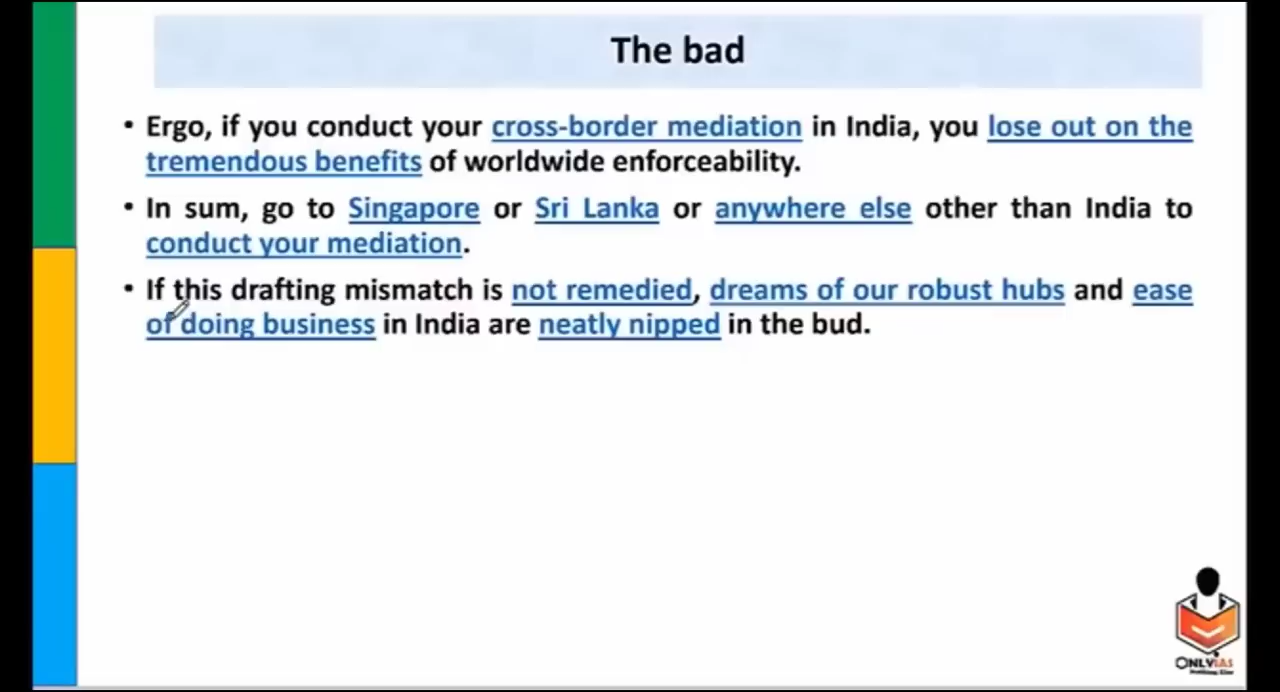 The bad
• Ergo, if you conduct your cross-border mediation in India, you lose out on the
tremendous benefits of worldwide enforceability.
• In sum, go to Singapore or Sri Lanka or anywhere else other than India to
conduct your mediation.
• If this drafting mismatch is not remedied, dreams of our robust hubs and ease
of doing business in India are neatly nipped in the bud.
ONLYIAS